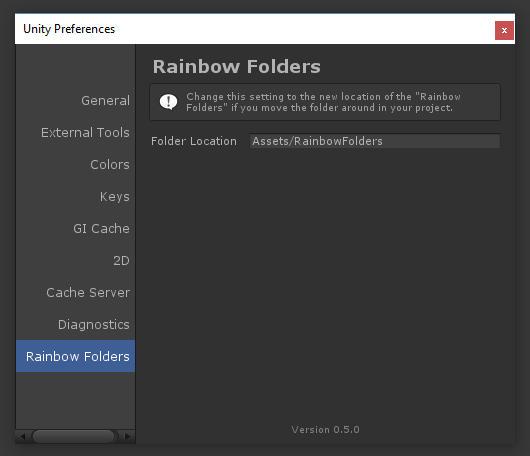 Unity Preferences
x
General
External Tools
Colors
Keys
GI Cache
2D
Cache Server
Diagnostics
Rainbow Folders
Rainbow Folders
Change this setting to the new location of the "Rainbow
Folders" if you move the folder around in your project.
Folder Location Assets/RainbowFolders
Version 0.5.0